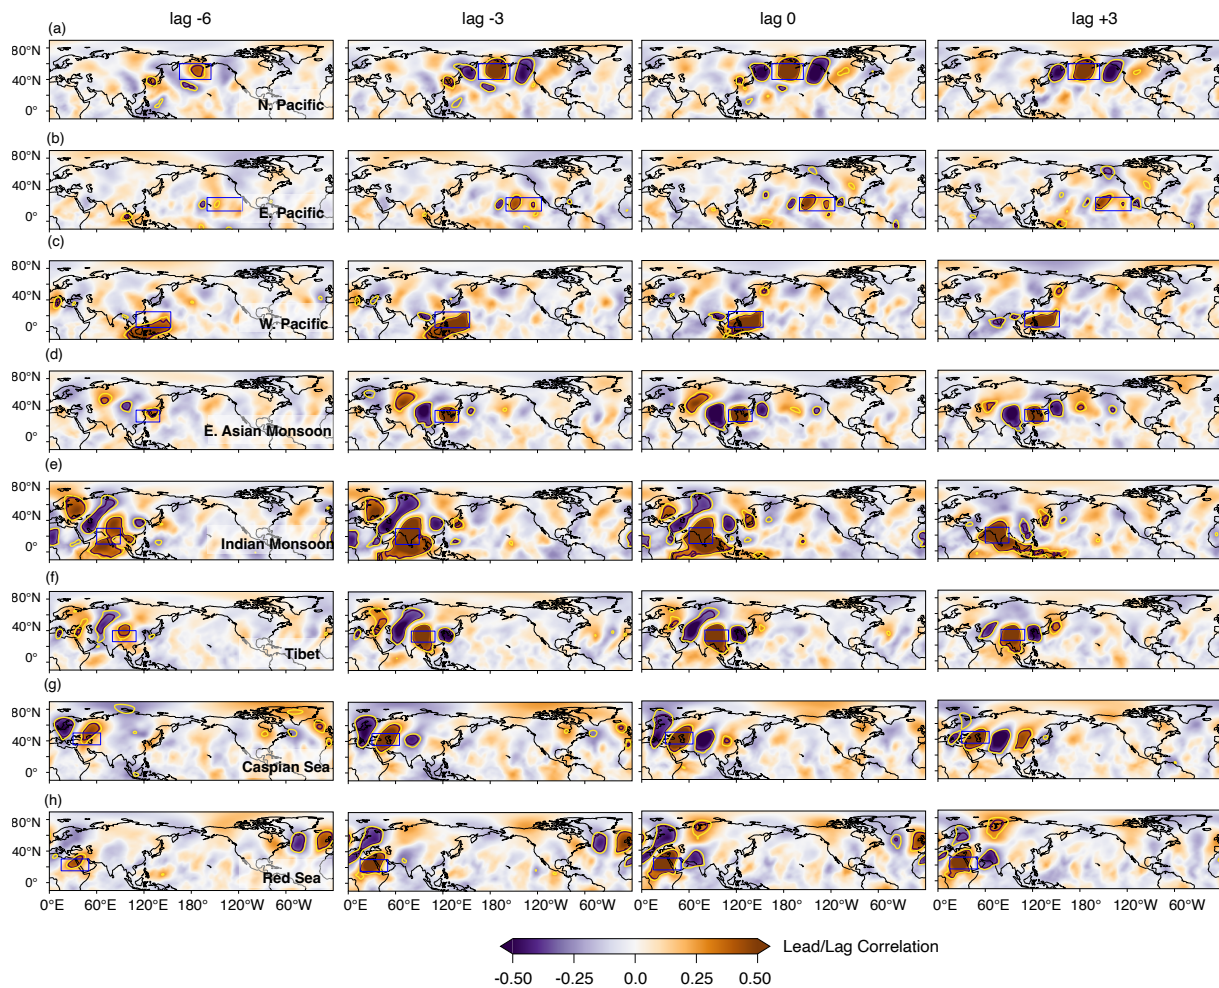 lag -6 lag -3 lag 0 lag +3
(a)
80°N
40°N
0°
N. Pacific
(b)
80°N
40°N
0°
E. Pacific
(c)
80°N
40°N
0°
W. Pacific
(d)
80°N
40°N
0°
E. Asian Monsoon
(e)
80°N
40°N
0°
Indian Monsoon
(f)
80°N
40°N
0°
Tibet
(g)
80°N
40°N
0°
Caspian Sea
(h)
80°N
40°N
0°
Red Sea
0°E 60°E 120°E 180° 120°W 60°W 0°E 60°E 120°E 180° 120°W 60°W 0°E 60°E 120°E 180° 120°W 60°W 0°E 60°E 120°E 180° 120°W 60°W
Lead/Lag Correlation
-0.50 -0.25 0.0 0.25 0.50